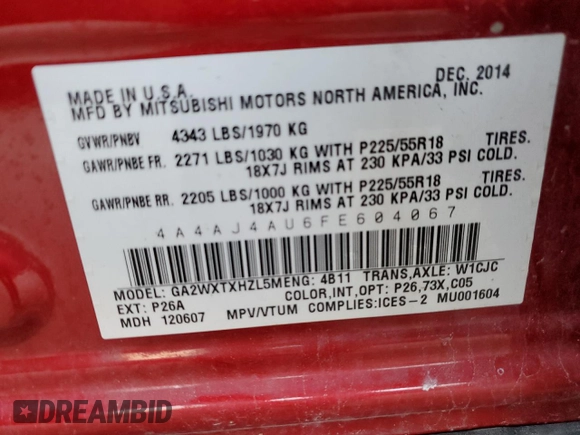 MADE IN U.S.A. DEC, 2014
MFD BY MITSUBISHI MOTORS NORTH AMERICA, INC.
GVWR/PNBV 4343 LBS/1970 KG
GAWR/PNBE FR. 2271 LBS/1030 KG WITH P225/55R18 TIRES.
18X7J RIMS AT 230 KPA/33 PSI COLD.
GAWR/PNBE RR. 2205 LBS/1000 KG WITH P225/55R18 TIRES.
18X7J RIMS AT 230 KPA/33 PSI COLD.
4A4AJ4AU6FE604067
MODEL: GA2WXTXHZL5MENG: 4B11 TRANS,AXLE: W1CJC
EXT: P26A COLOR,INT,OPT: P26,73X,C05
MDH 120607 MPV/VTUM COMPLIES:ICES-2 MU001604
DREAMBID